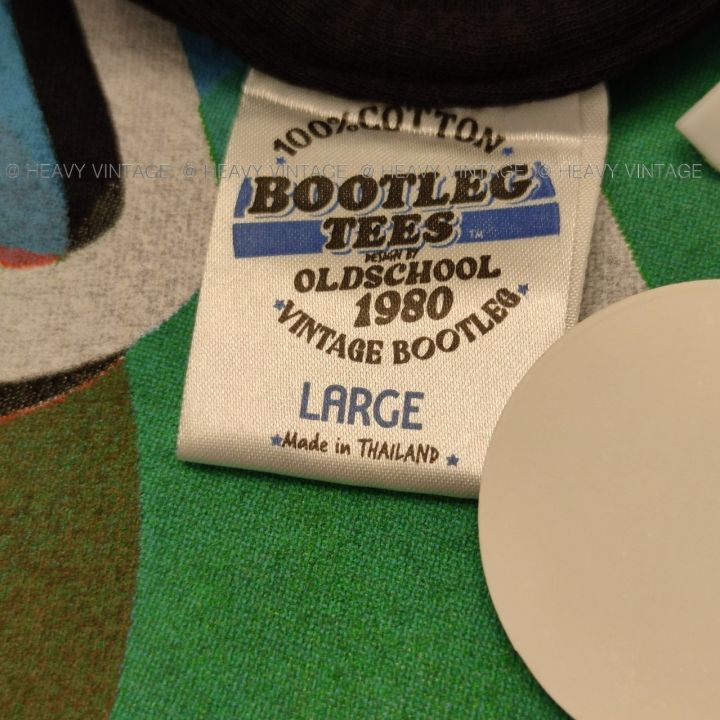 100% COTTON
@ HEAVY VINTAGE @ HEAVY VINTAGE @ HEAVY VINTAGE @ HEAVY VINTAGE
BOOTLEG
TEES TM
DESIGN BY
OLDSCHOOL
1980
VINTAGE BOOTLEG
LARGE
Made in THAILAND